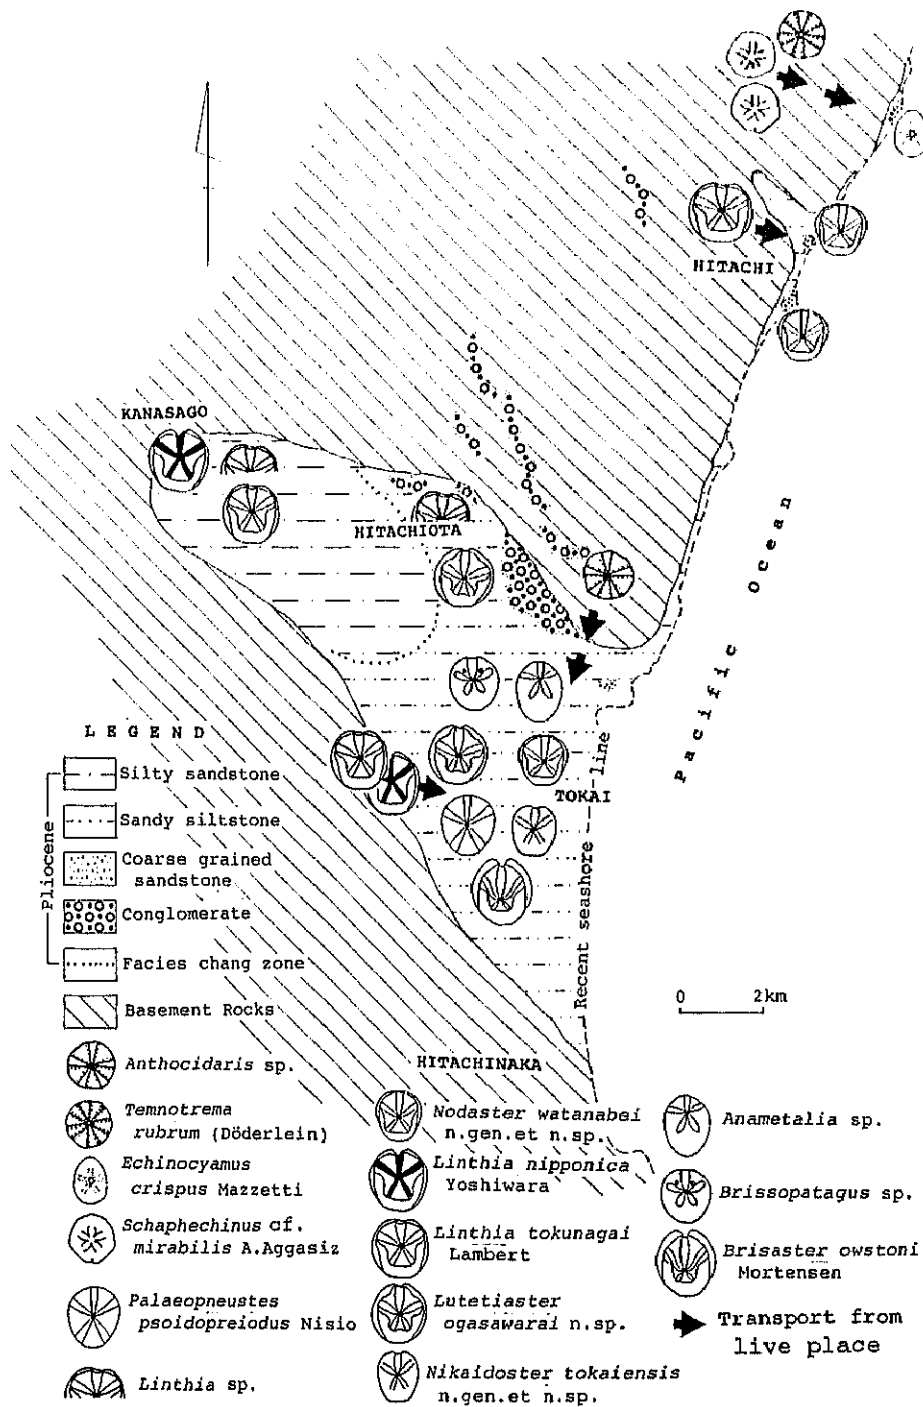 HITACHI
KANASAGO
HITACHIOTA
Pacific Ocean
LEGEND
Pliocene
Silty sandstone
Sandy siltstone
Coarse grained
sandstone
Conglomerate
Facies chang zone
Basement Rocks
TOKAI
Recent seashore line
0 2km
HITACHINAKA
Anthocidaris sp.
Temnotrema
rubrum (Döderlein)
Echinocyamus
crispus Mazzetti
Schaphechinus cf.
mirabilis A.Aggasiz
Palaeopneustes
psoidopreiodus Nisio
Linthia sp.
Nodaster watanabei
n.gen.et n.sp.
Linthia nipponica
Yoshiwara
Linthia tokunagai
Lambert
Lutetiaster
ogasawarai n.sp.
Nikaidoster tokaiensis
n.gen.et n.sp.
Anametalia sp.
Brissopatagus sp.
Brisaster owstoni
Mortensen
Transport from
live place